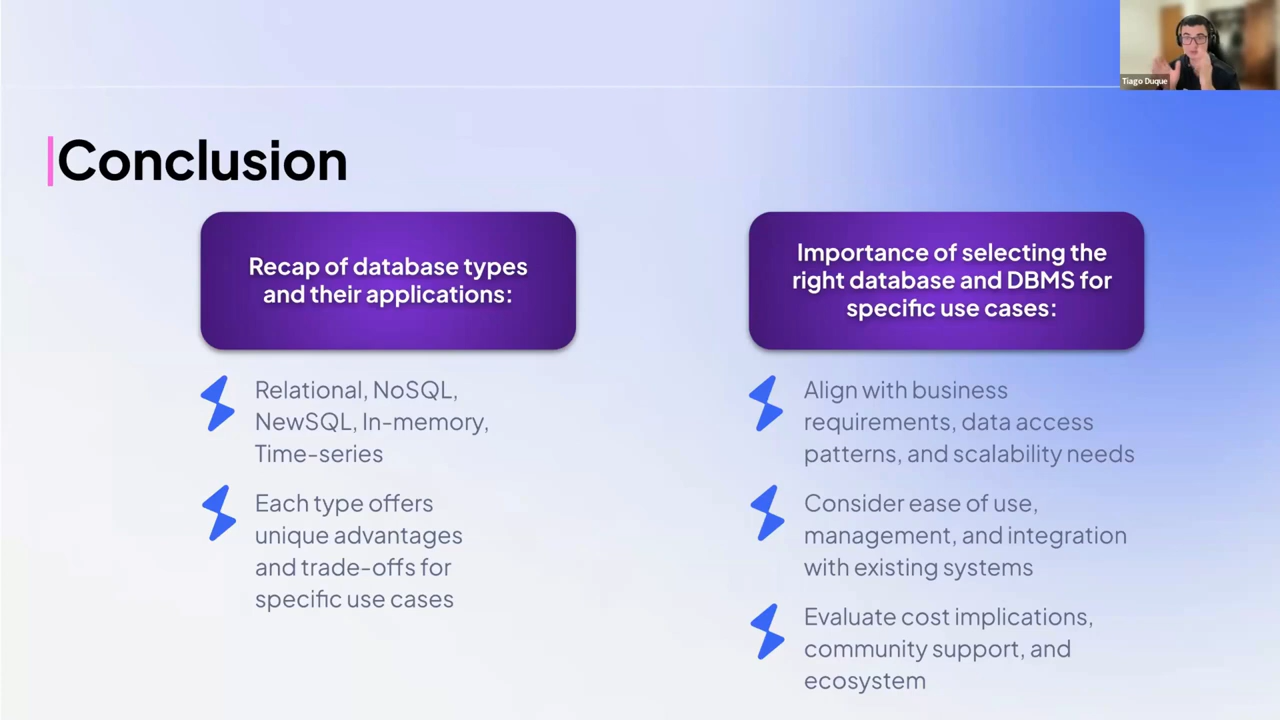 Tiago Duque
Conclusion
Recap of database types
and their applications:
Relational, NoSQL,
NewSQL, In-memory,
Time-series
Each type offers
unique advantages
and trade-offs for
specific use cases
Importance of selecting the
right database and DBMS for
specific use cases:
Align with business
requirements, data access
patterns, and scalability needs
Consider ease of use,
management, and integration
with existing systems
Evaluate cost implications,
community support, and
ecosystem